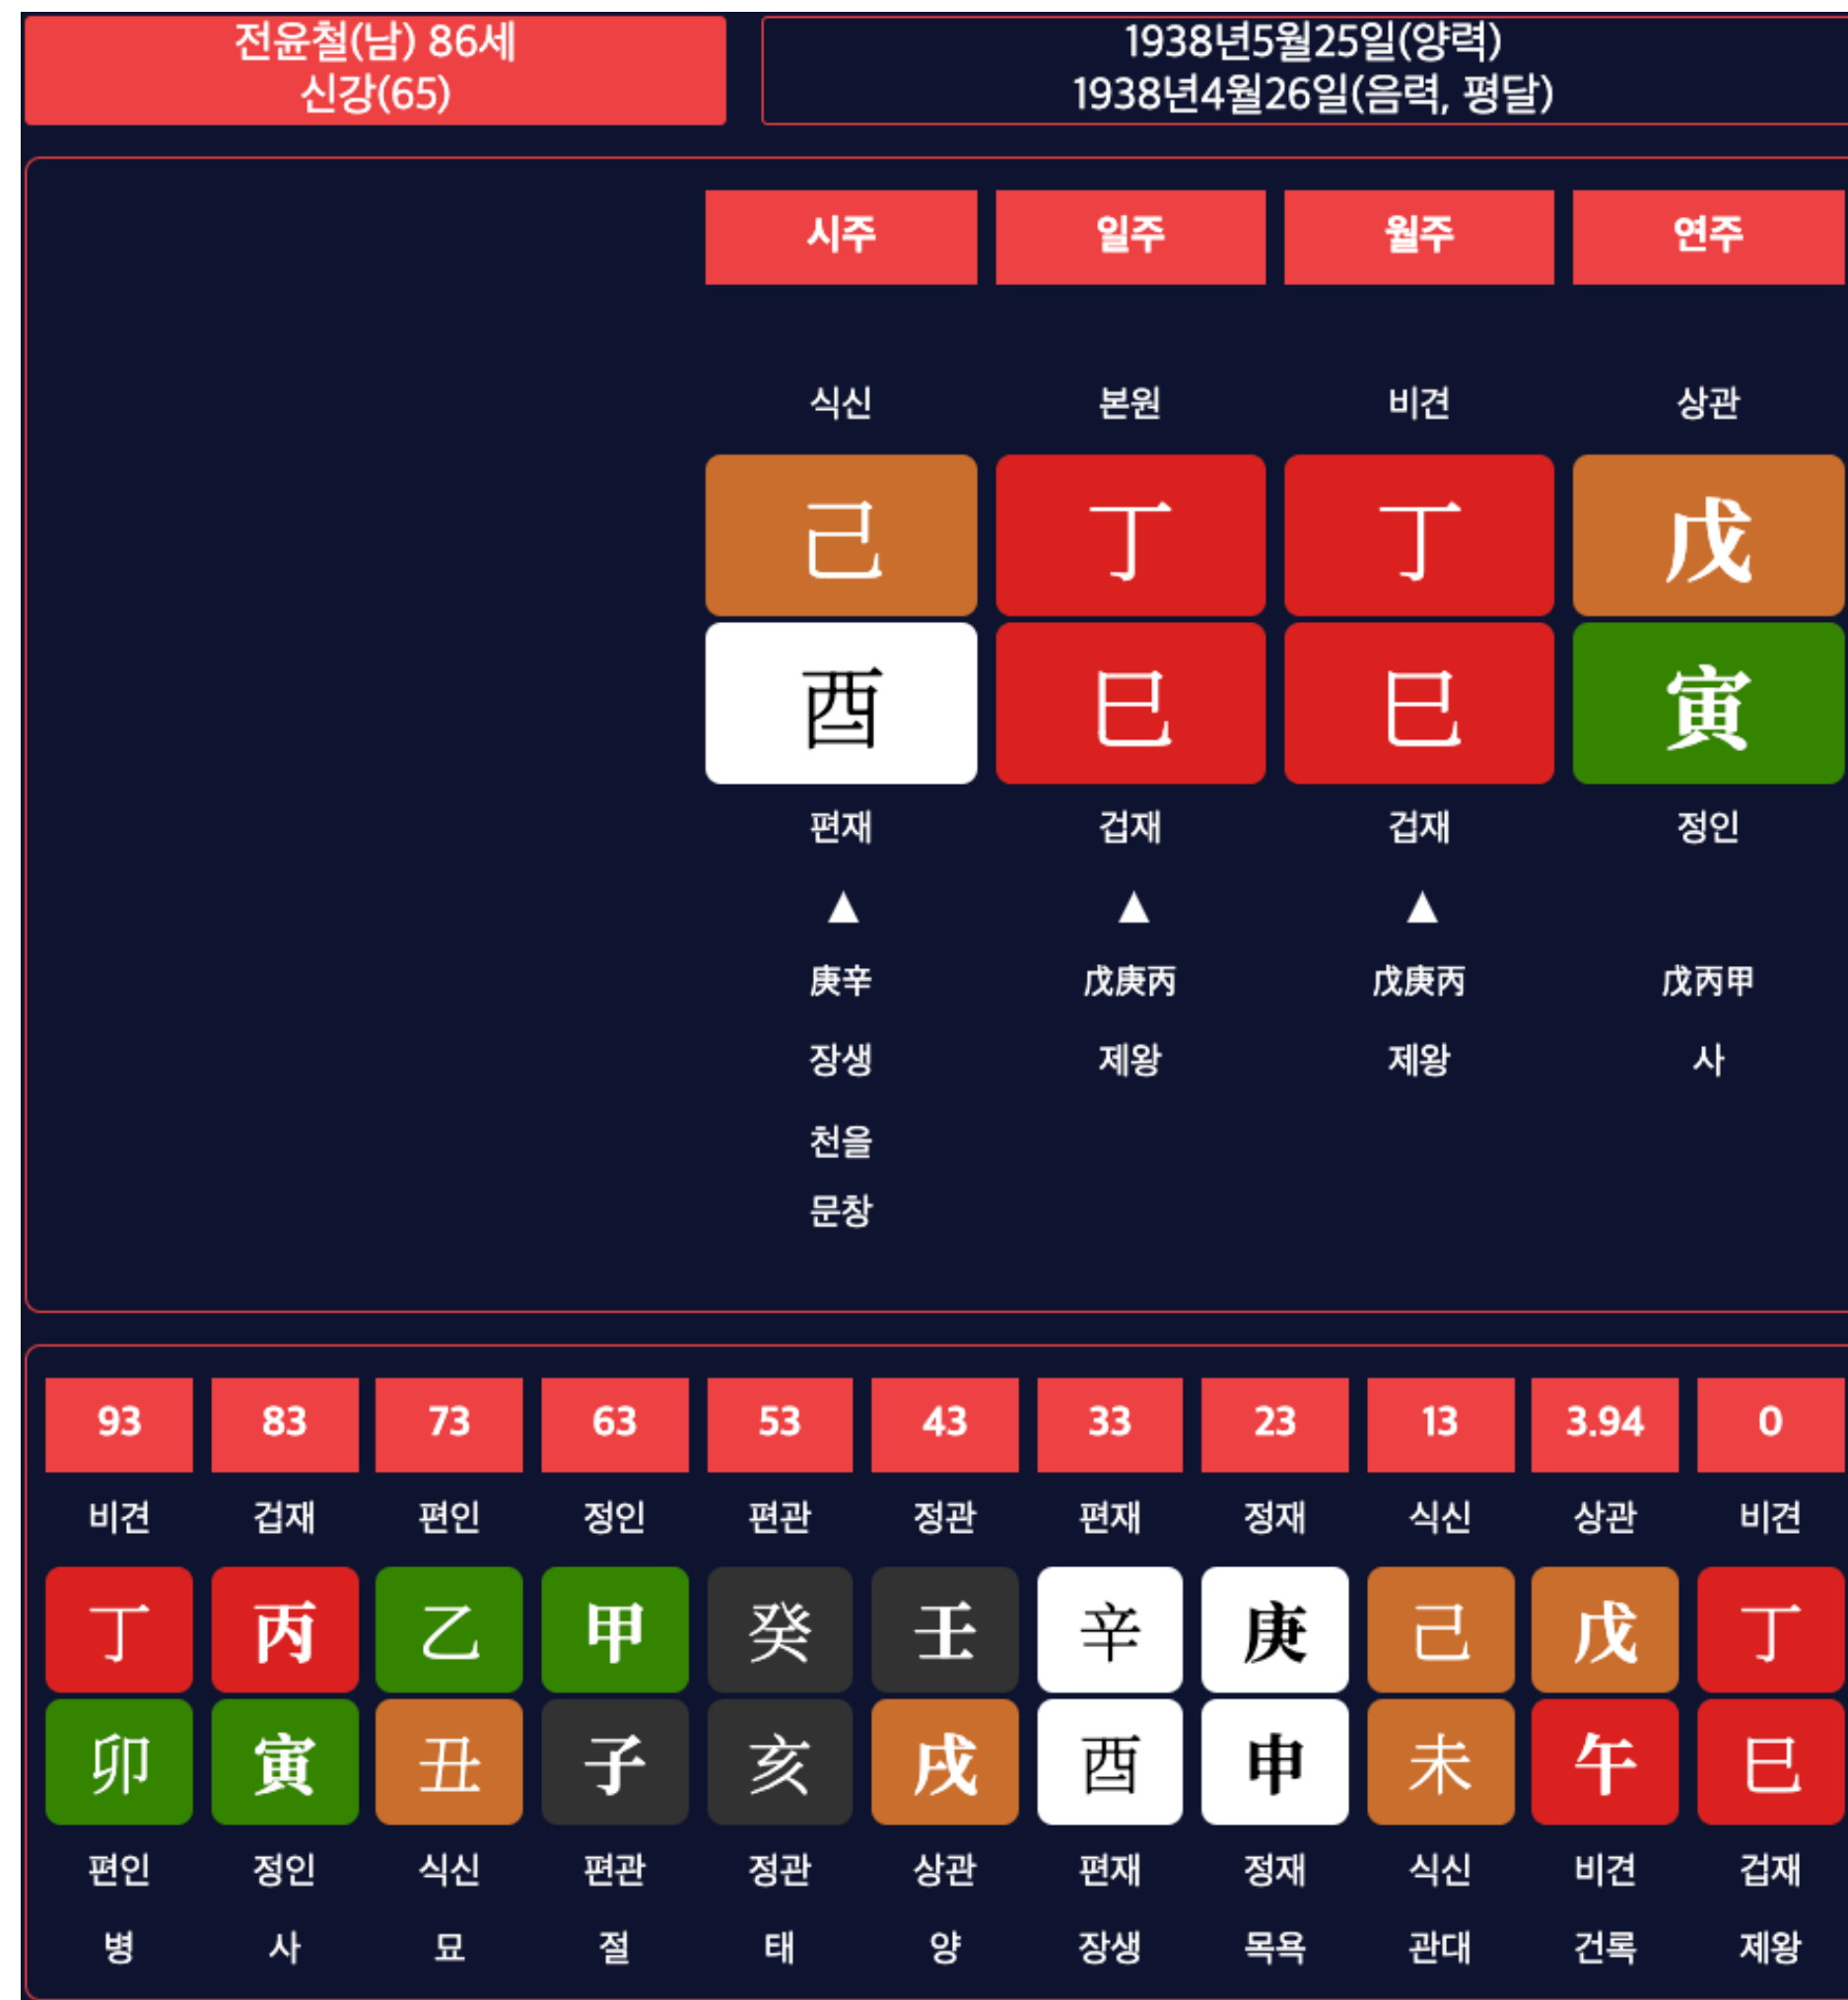 전윤철(남) 86세
신강(65)
1938년5월25일(양력)
1938년4월26일(음력, 평달)
시주 일주 월주 연주
식신 본원 비견 상관
己 丁 丁 戊
酉 巳 巳 寅
편재 겁재 겁재 정인
▲ ▲ ▲
庚辛 戊庚丙 戊庚丙 戊丙甲
장생 제왕 제왕 사
천을
문창
93 83 73 63 53 43 33 23 13 3.94 0
비견 겁재 편인 정인 편관 정관 편재 정재 식신 상관 비견
丁 丙 乙 甲 癸 壬 辛 庚 己 戊 丁
卯 寅 丑 子 亥 戌 酉 申 未 午 巳
편인 정인 식신 편관 정관 상관 편재 정재 식신 비견 겁재
병 사 묘 절 태 양 장생 목욕 관대 건록 제왕